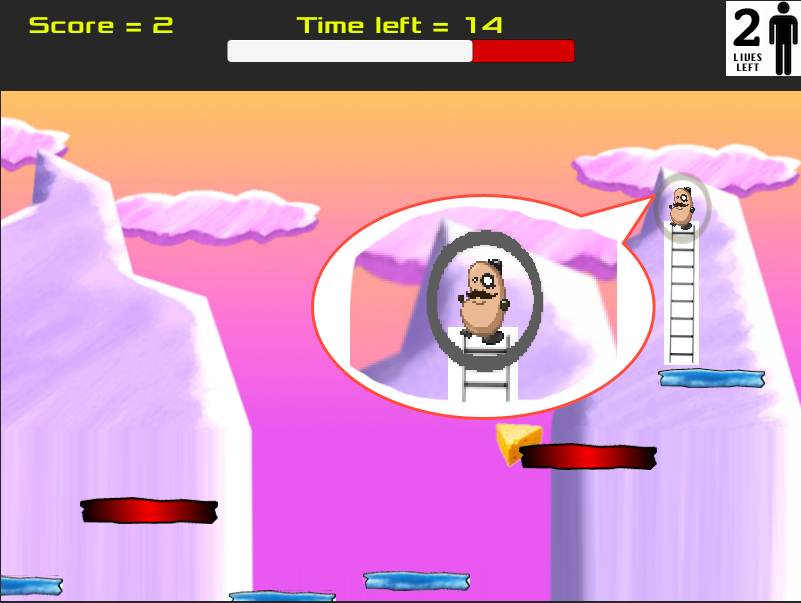 Score = 2
Time left = 14
2
LIVES
LEFT